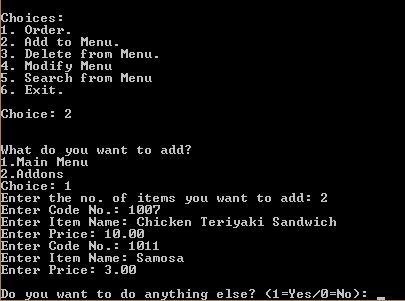 Choices:
1. Order.
2. Add to Menu.
3. Delete from Menu.
4. Modify Menu
5. Search from Menu
6. Exit.
Choice: 2
What do you want to add?
1.Main Menu
2.Addons
Choice: 1
Enter the no. of items you want to add: 2
Enter Code No.: 1007
Enter Item Name: Chicken Teriyaki Sandwich
Enter Price: 10.00
Enter Code No.: 1011
Enter Item Name: Samosa
Enter Price: 3.00
Do you want to do anything else? (1=Yes/0=No): _